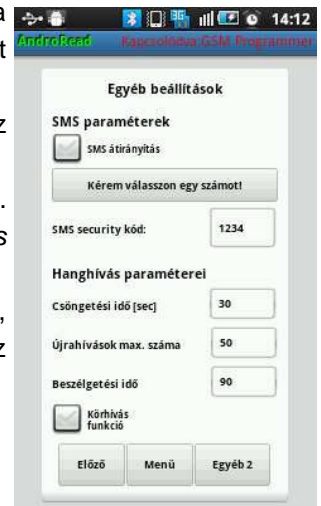 a
t
z
.
s
,
z
3G 14:12
AndroRead Kapcsolódva:GSM Programmer
Egyéb beállítások
SMS paraméterek
SMS átirányítás
Kérem válasszon egy számot!
SMS security kód: 1234
Hanghívás paraméterei
Csöngetési idő [sec] 30
Újrahívások max. száma 50
Beszélgetési idő 90
Körhívás
funkció
Előző Menü Egyéb 2